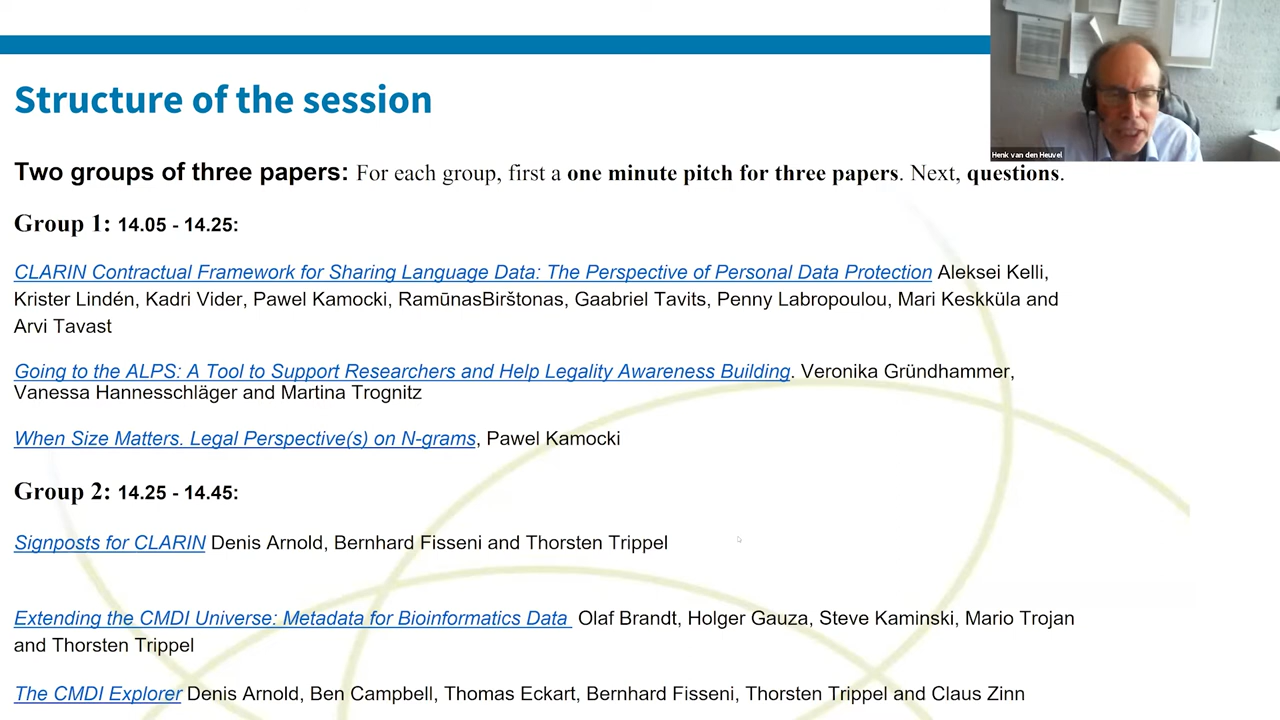 Structure of the session
Henk van den Heuvel
Two groups of three papers: For each group, first a one minute pitch for three papers. Next, questions.
Group 1: 14.05 - 14.25:
CLARIN Contractual Framework for Sharing Language Data: The Perspective of Personal Data Protection Aleksei Kelli,
Krister Lindén, Kadri Vider, Pawel Kamocki, RamūnasBirštonas, Gaabriel Tavits, Penny Labropoulou, Mari Keskküla and
Arvi Tavast
Going to the ALPS: A Tool to Support Researchers and Help Legality Awareness Building. Veronika Gründhammer,
Vanessa Hannesschläger and Martina Trognitz
When Size Matters. Legal Perspective(s) on N-grams, Pawel Kamocki
Group 2: 14.25 - 14.45:
Signposts for CLARIN Denis Arnold, Bernhard Fisseni and Thorsten Trippel
Extending the CMDI Universe: Metadata for Bioinformatics Data Olaf Brandt, Holger Gauza, Steve Kaminski, Mario Trojan
and Thorsten Trippel
The CMDI Explorer Denis Arnold, Ben Campbell, Thomas Eckart, Bernhard Fisseni, Thorsten Trippel and Claus Zinn